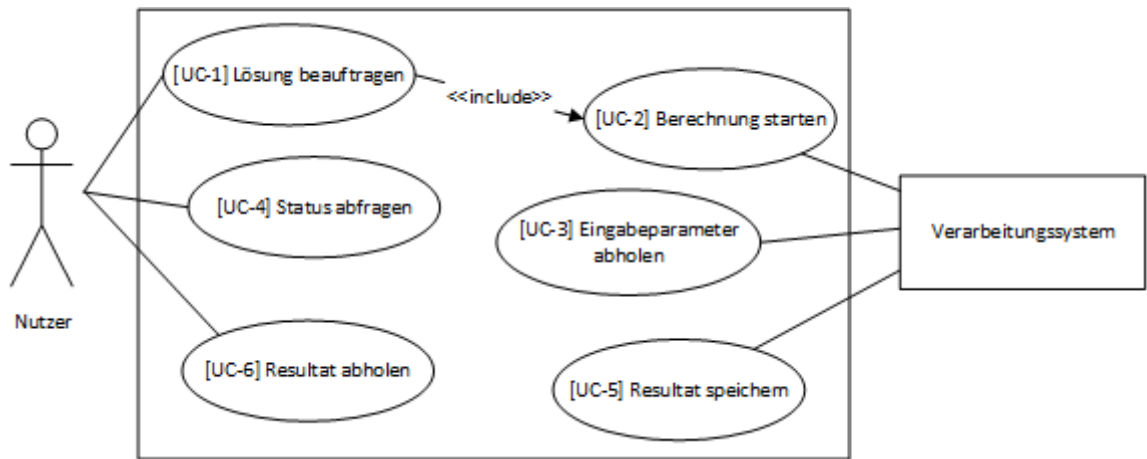 [UC-1] Lösung beauftragen
<<include>>
[UC-2] Berechnung starten
[UC-4] Status abfragen
[UC-3] Eingabeparameter
abholen
Verarbeitungssystem
Nutzer
[UC-6] Resultat abholen
[UC-5] Resultat speichern